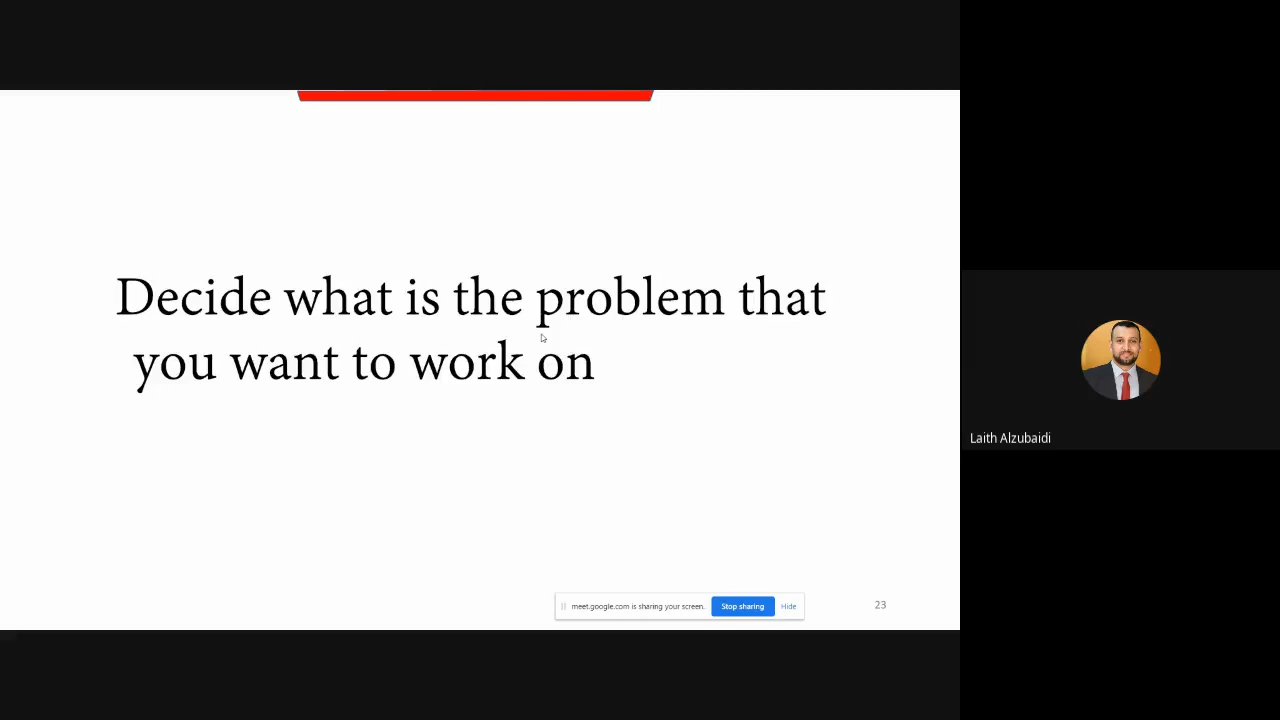 Decide what is the problem that
you want to work on
meet.google.com is sharing your screen.
Stop sharing
Hide
23
Laith Alzubaidi